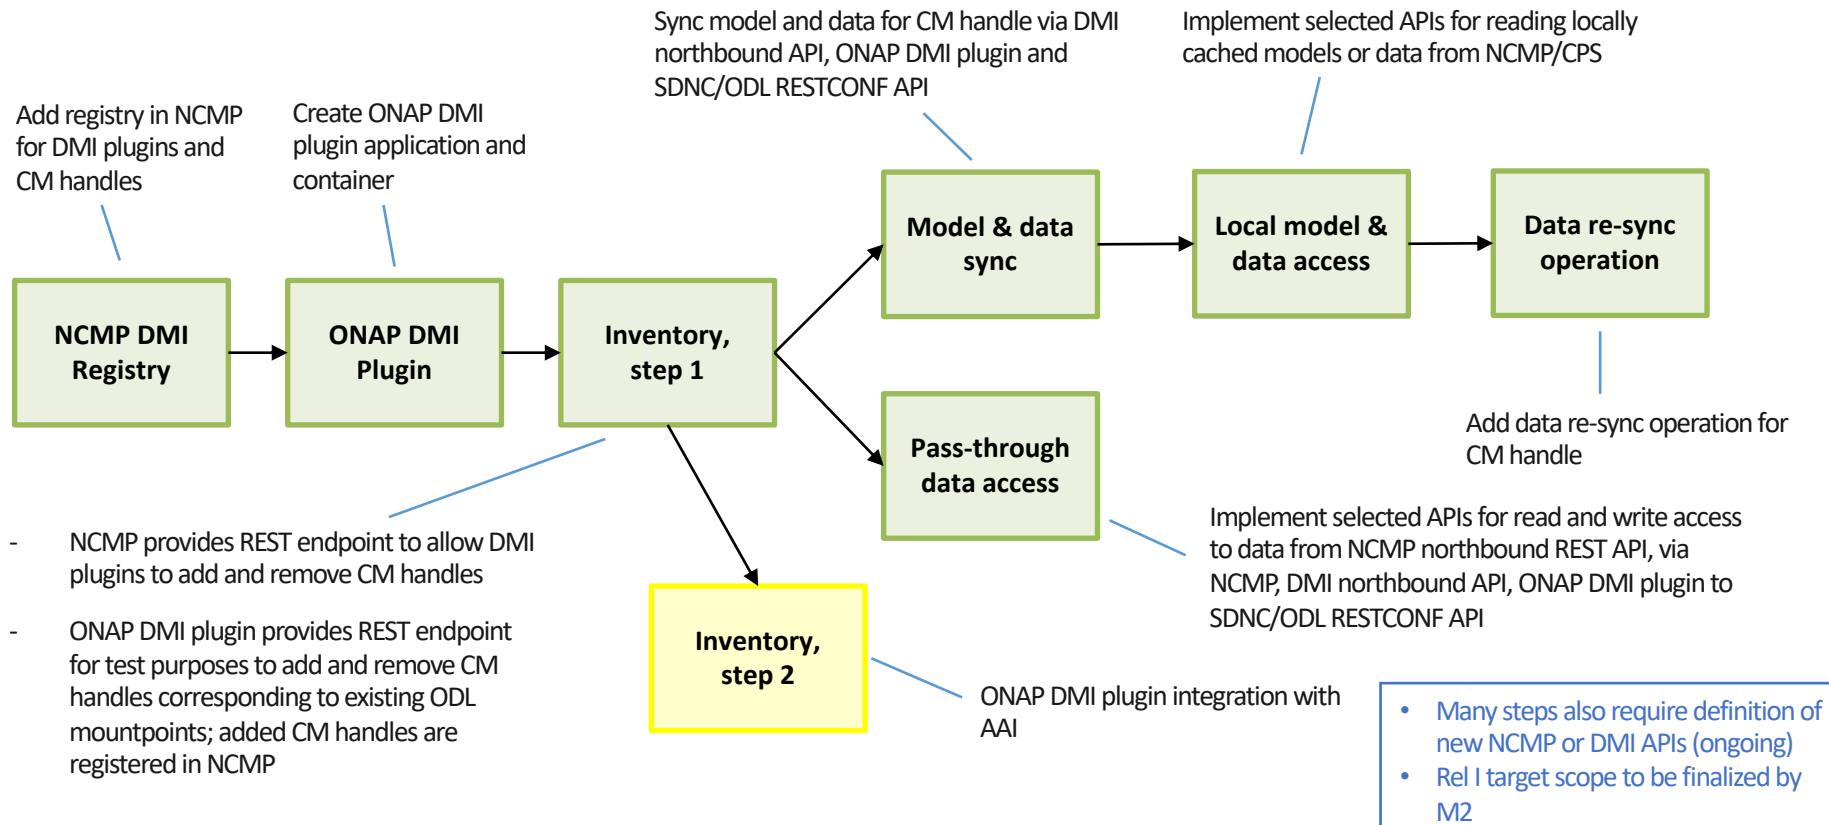 Sync model and data for CM handle via DMI
northbound API, ONAP DMI plugin and
SDNC/ODL RESTCONF API
Implement selected APIs for reading locally
cached models or data from NCMP/CPS
Add registry in NCMP
for DMI plugins and
CM handles
Create ONAP DMI
plugin application and
container
Model & data
sync
Local model &
data access
Data re-sync
operation
NCMP DMI
Registry
ONAP DMI
Plugin
Inventory,
step 1
Pass-through
data access
Add data re-sync operation for
CM handle
- NCMP provides REST endpoint to allow DMI
plugins to add and remove CM handles
- ONAP DMI plugin provides REST endpoint
for test purposes to add and remove CM
handles corresponding to existing ODL
mountpoints; added CM handles are
registered in NCMP
Implement selected APIs for read and write access
to data from NCMP northbound REST API, via
NCMP, DMI northbound API, ONAP DMI plugin to
SDNC/ODL RESTCONF API
Inventory,
step 2
ONAP DMI plugin integration with
AAI
• Many steps also require definition of
new NCMP or DMI APIs (ongoing)
• Rel I target scope to be finalized by
M2